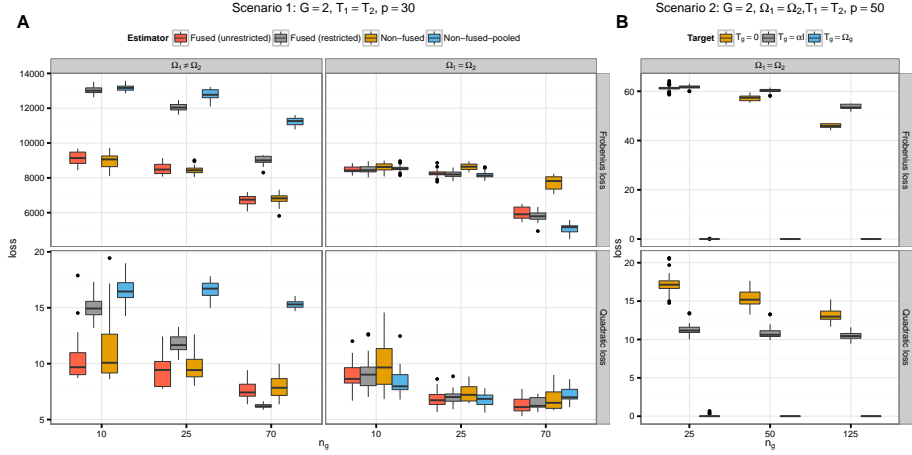 Scenario 1: G = 2, T₁ = T₂, p = 30
A
Estimator Fused (unrestricted) Fused (restricted) Non−fused Non−fused−pooled
Ω₁ ≠ Ω₂ Ω₁ = Ω₂
14000
12000
10000
8000
6000
Frobenius loss
20
15
10
5
Quadratic loss
loss
10 25 70 10 25 70
n_g
Scenario 2: G = 2, Ω₁ = Ω₂, T₁ = T₂, p = 50
B
Target T_g = 0 T_g = αI T_g = Ω_g
Ω₁ = Ω₂
60
40
20
0
Frobenius loss
20
15
10
5
0
Quadratic loss
loss
25 50 125
n_g